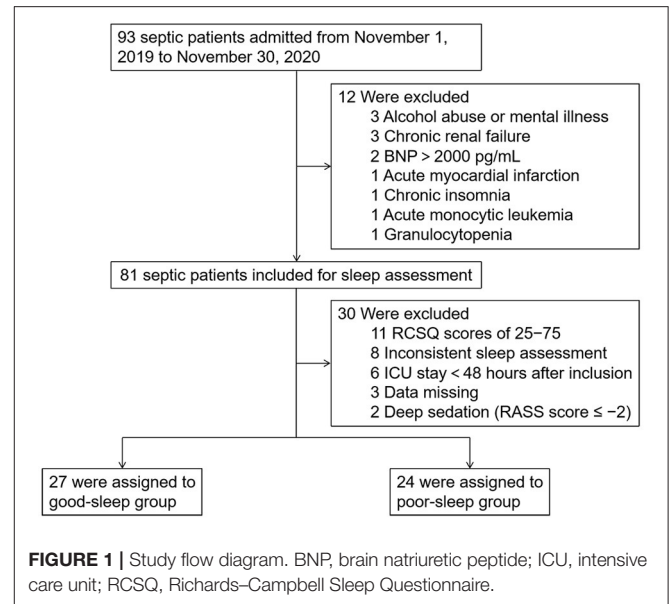 93 septic patients admitted from November 1,
2019 to November 30, 2020
12 Were excluded
3 Alcohol abuse or mental illness
3 Chronic renal failure
2 BNP > 2000 pg/mL
1 Acute myocardial infarction
1 Chronic insomnia
1 Acute monocytic leukemia
1 Granulocytopenia
81 septic patients included for sleep assessment
30 Were excluded
11 RCSQ scores of 25−75
8 Inconsistent sleep assessment
6 ICU stay < 48 hours after inclusion
3 Data missing
2 Deep sedation (RASS score ≤ −2)
27 were assigned to
good-sleep group
24 were assigned to
poor-sleep group
FIGURE 1 | Study flow diagram. BNP, brain natriuretic peptide; ICU, intensive
care unit; RCSQ, Richards–Campbell Sleep Questionnaire.